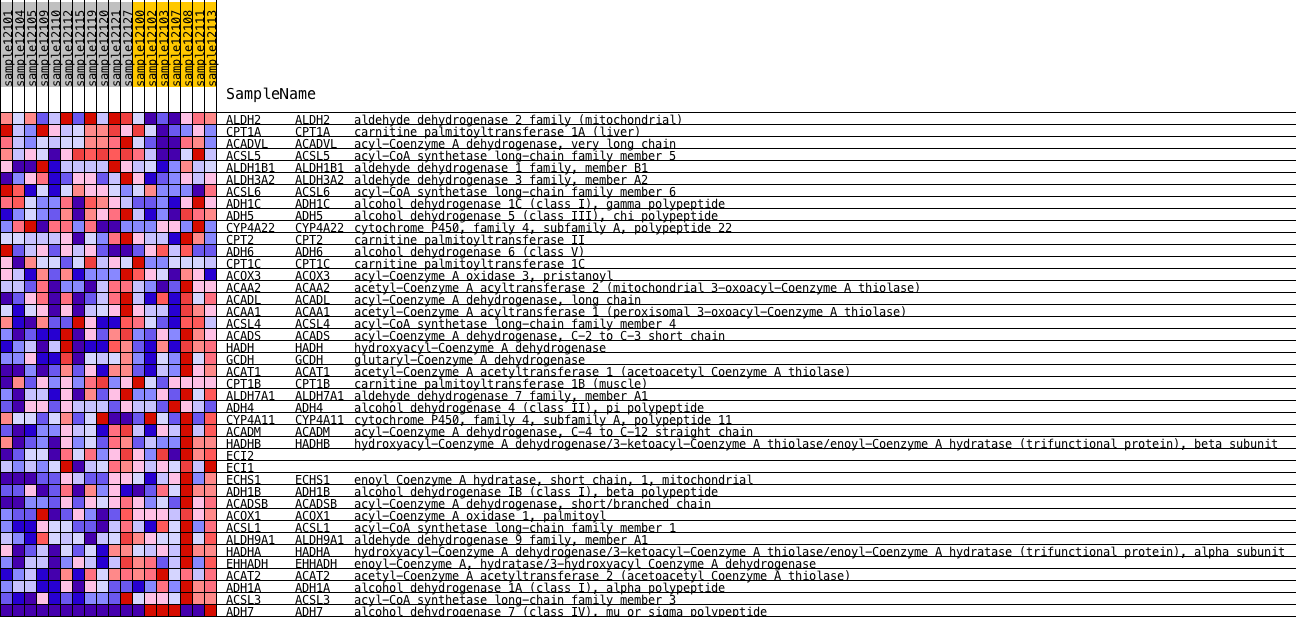 sample12101
sample12104
sample12105
sample12109
sample12110
sample12112
sample12115
sample12119
sample12120
sample12121
sample12127
sample12100
sample12102
sample12103
sample12107
sample12108
sample12111
sample12113
SampleName
ALDH2 ALDH2 aldehyde dehydrogenase 2 family (mitochondrial)
CPT1A CPT1A carnitine palmitoyltransferase 1A (liver)
ACADVL ACADVL acyl-Coenzyme A dehydrogenase, very long chain
ACSL5 ACSL5 acyl-CoA synthetase long-chain family member 5
ALDH1B1 ALDH1B1 aldehyde dehydrogenase 1 family, member B1
ALDH3A2 ALDH3A2 aldehyde dehydrogenase 3 family, member A2
ACSL6 ACSL6 acyl-CoA synthetase long-chain family member 6
ADH1C ADH1C alcohol dehydrogenase 1C (class I), gamma polypeptide
ADH5 ADH5 alcohol dehydrogenase 5 (class III), chi polypeptide
CYP4A22 CYP4A22 cytochrome P450, family 4, subfamily A, polypeptide 22
CPT2 CPT2 carnitine palmitoyltransferase II
ADH6 ADH6 alcohol dehydrogenase 6 (class V)
CPT1C CPT1C carnitine palmitoyltransferase 1C
ACOX3 ACOX3 acyl-Coenzyme A oxidase 3, pristanoyl
ACAA2 ACAA2 acetyl-Coenzyme A acyltransferase 2 (mitochondrial 3-oxoacyl-Coenzyme A thiolase)
ACADL ACADL acyl-Coenzyme A dehydrogenase, long chain
ACAA1 ACAA1 acetyl-Coenzyme A acyltransferase 1 (peroxisomal 3-oxoacyl-Coenzyme A thiolase)
ACSL4 ACSL4 acyl-CoA synthetase long-chain family member 4
ACADS ACADS acyl-Coenzyme A dehydrogenase, C-2 to C-3 short chain
HADH HADH hydroxyacyl-Coenzyme A dehydrogenase
GCDH GCDH glutaryl-Coenzyme A dehydrogenase
ACAT1 ACAT1 acetyl-Coenzyme A acetyltransferase 1 (acetoacetyl Coenzyme A thiolase)
CPT1B CPT1B carnitine palmitoyltransferase 1B (muscle)
ALDH7A1 ALDH7A1 aldehyde dehydrogenase 7 family, member A1
ADH4 ADH4 alcohol dehydrogenase 4 (class II), pi polypeptide
CYP4A11 CYP4A11 cytochrome P450, family 4, subfamily A, polypeptide 11
ACADM ACADM acyl-Coenzyme A dehydrogenase, C-4 to C-12 straight chain
HADHB HADHB hydroxyacyl-Coenzyme A dehydrogenase/3-ketoacyl-Coenzyme A thiolase/enoyl-Coenzyme A hydratase (trifunctional protein), beta subunit
ECI2
ECI1
ECHS1 ECHS1 enoyl Coenzyme A hydratase, short chain, 1, mitochondrial
ADH1B ADH1B alcohol dehydrogenase IB (class I), beta polypeptide
ACADSB ACADSB acyl-Coenzyme A dehydrogenase, short/branched chain
ACOX1 ACOX1 acyl-Coenzyme A oxidase 1, palmitoyl
ACSL1 ACSL1 acyl-CoA synthetase long-chain family member 1
ALDH9A1 ALDH9A1 aldehyde dehydrogenase 9 family, member A1
HADHA HADHA hydroxyacyl-Coenzyme A dehydrogenase/3-ketoacyl-Coenzyme A thiolase/enoyl-Coenzyme A hydratase (trifunctional protein), alpha subunit
EHHADH EHHADH enoyl-Coenzyme A, hydratase/3-hydroxyacyl Coenzyme A dehydrogenase
ACAT2 ACAT2 acetyl-Coenzyme A acetyltransferase 2 (acetoacetyl Coenzyme A thiolase)
ADH1A ADH1A alcohol dehydrogenase 1A (class I), alpha polypeptide
ACSL3 ACSL3 acyl-CoA synthetase long-chain family member 3
ADH7 ADH7 alcohol dehydrogenase 7 (class IV), mu or sigma polypeptide